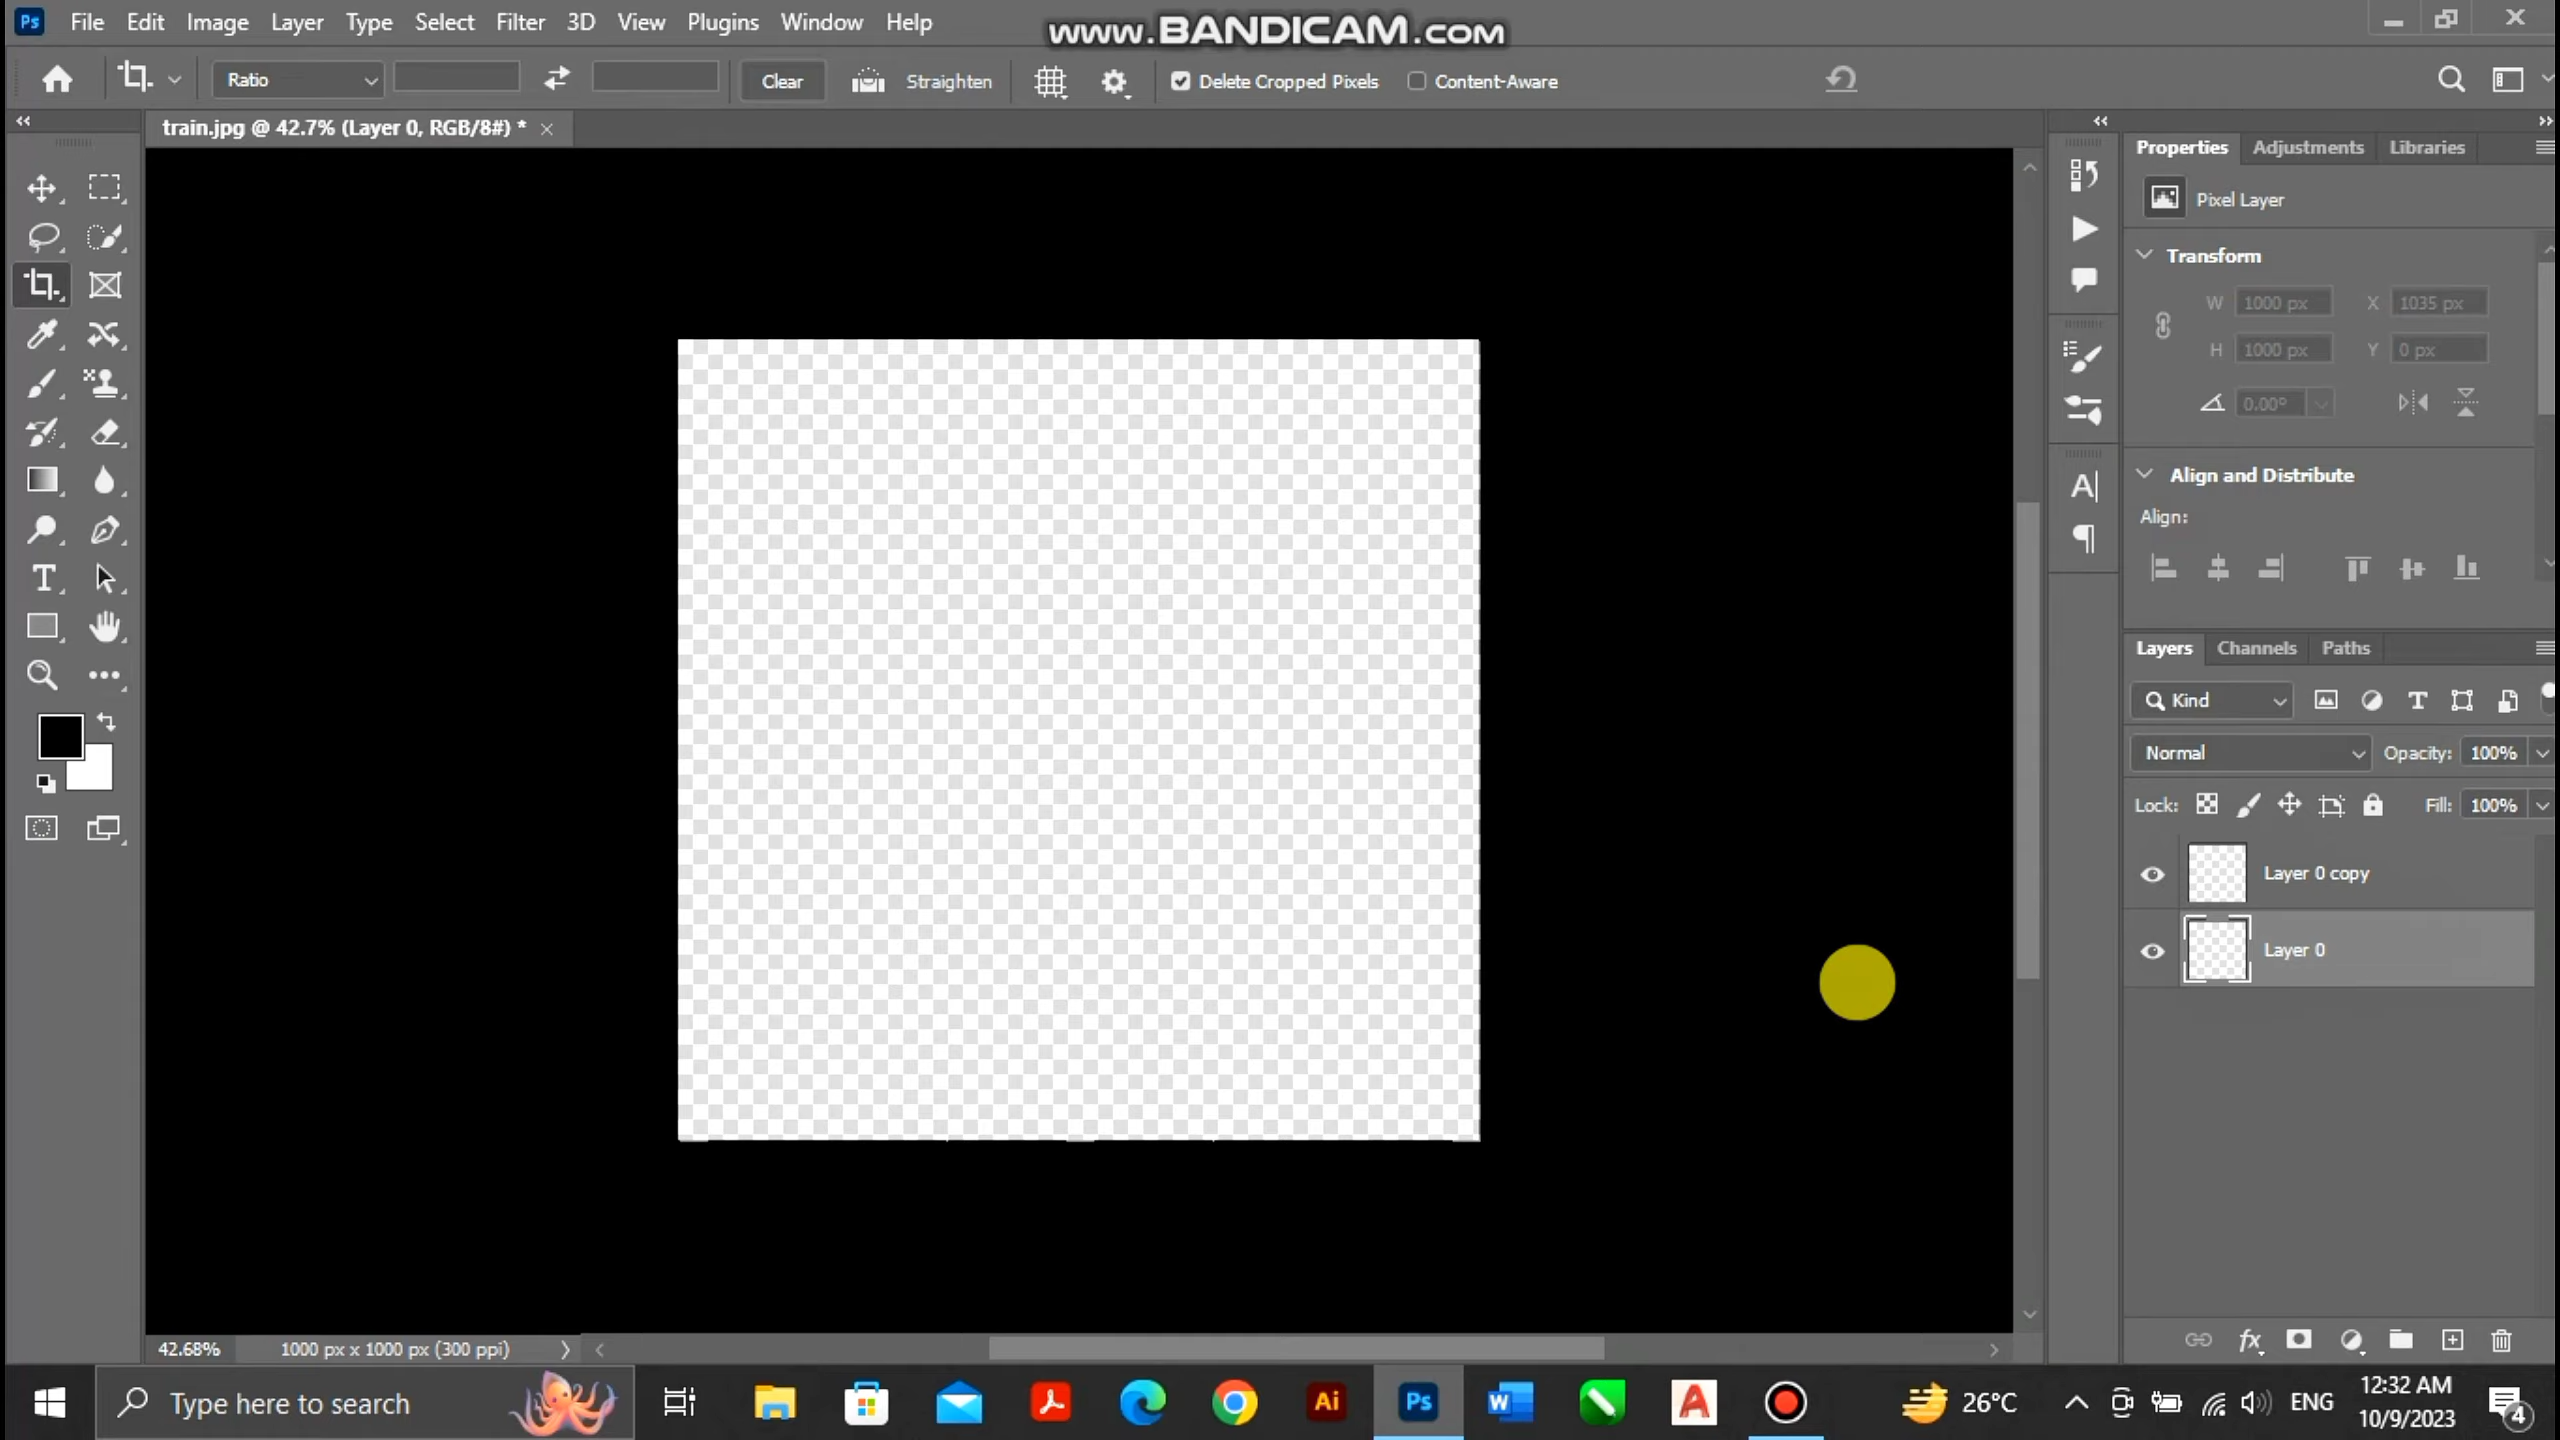 Ps File Edit Image Layer Type Select Filter 3D View Plugins Window Help
www.BANDICAM.com
Ratio Clear Straighten Delete Cropped Pixels Content-Aware
train.jpg @ 42.7% (Layer 0, RGB/8#) *
Properties Adjustments Libraries
Pixel Layer
Transform
W 1000 px X 1035 px
H 1000 px Y 0 px
0.00°
Align and Distribute
Align:
Layers Channels Paths
Kind
Normal Opacity: 100%
Lock: Fill: 100%
Layer 0 copy
Layer 0
42.68% 1000 px x 1000 px (300 ppi)
Type here to search
Ai Ps W A
26°C ENG
12:32 AM
10/9/2023
4